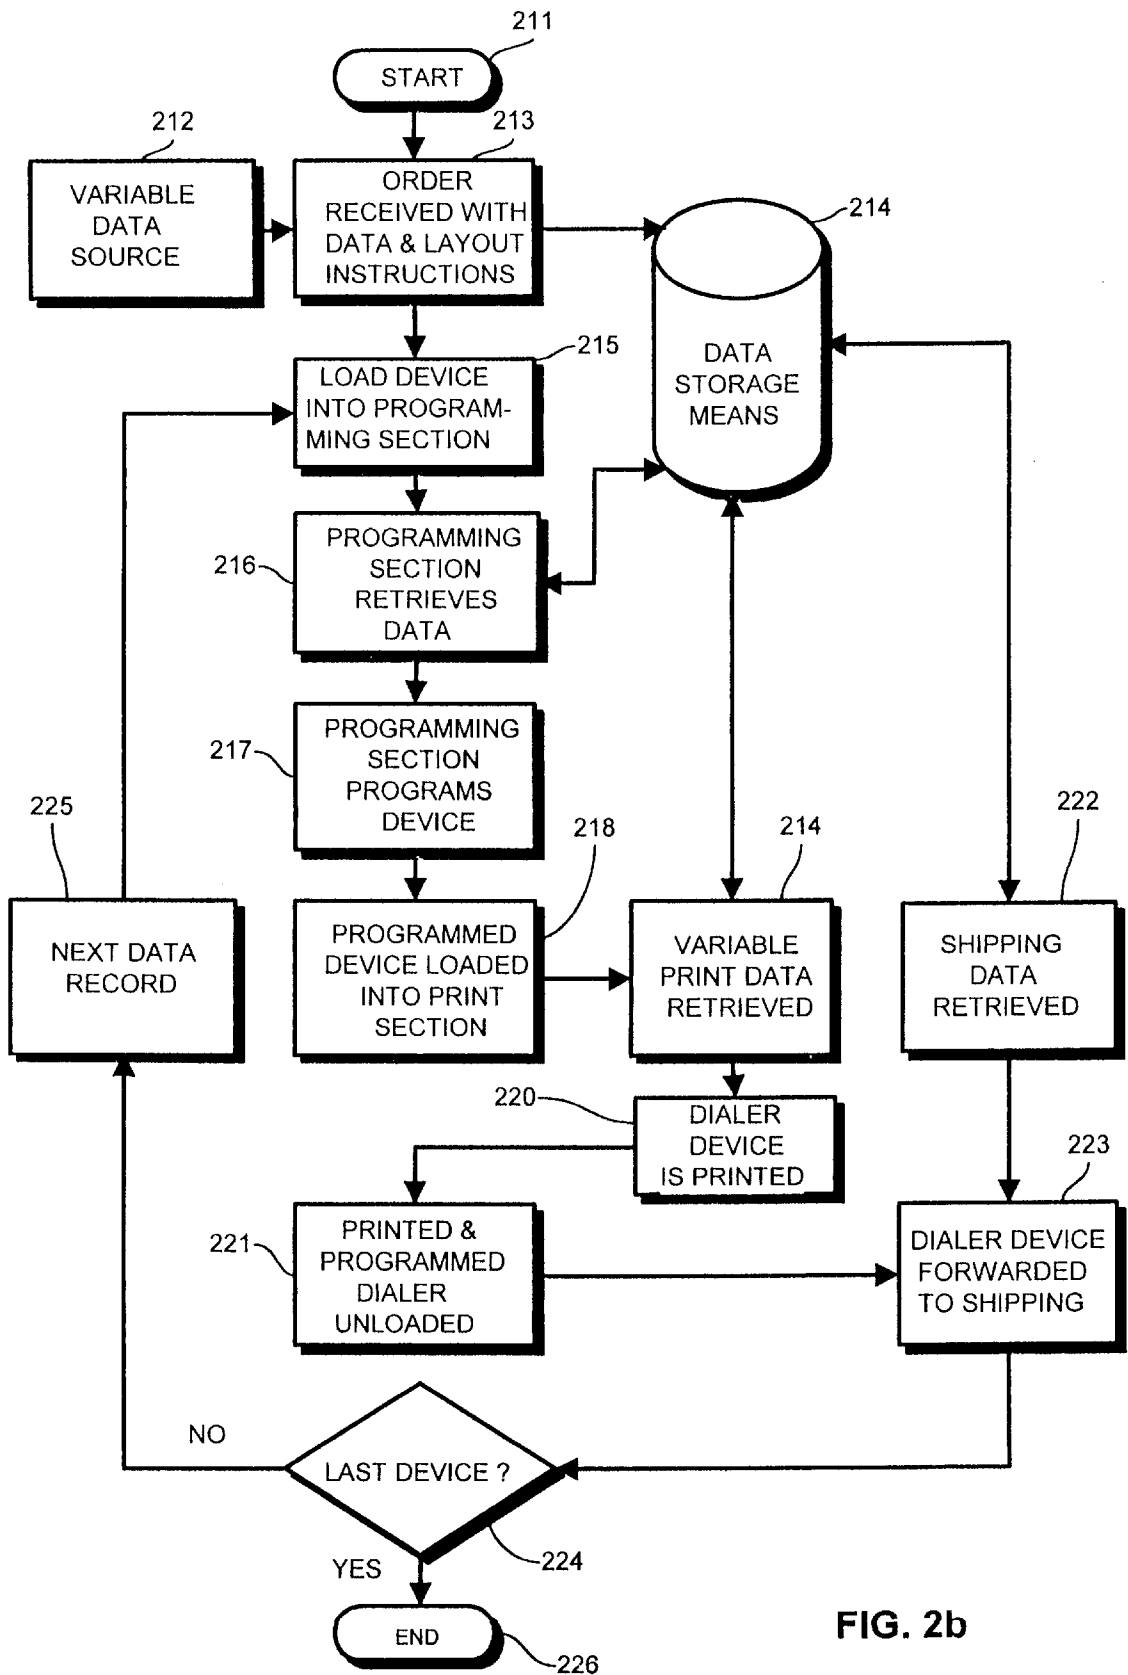 211
START
212
213
VARIABLE
DATA
SOURCE
ORDER
RECEIVED WITH
DATA & LAYOUT
INSTRUCTIONS
214
DATA
STORAGE
MEANS
215
LOAD DEVICE
INTO PROGRAM-
MING SECTION
216
PROGRAMMING
SECTION
RETRIEVES
DATA
217
PROGRAMMING
SECTION
PROGRAMS
DEVICE
225
NEXT DATA
RECORD
218
PROGRAMMED
DEVICE LOADED
INTO PRINT
SECTION
214
VARIABLE
PRINT DATA
RETRIEVED
222
SHIPPING
DATA
RETRIEVED
220
DIALER
DEVICE
IS PRINTED
221
PRINTED &
PROGRAMMED
DIALER
UNLOADED
223
DIALER DEVICE
FORWARDED
TO SHIPPING
NO
LAST DEVICE ?
224
YES
END
226
FIG. 2b